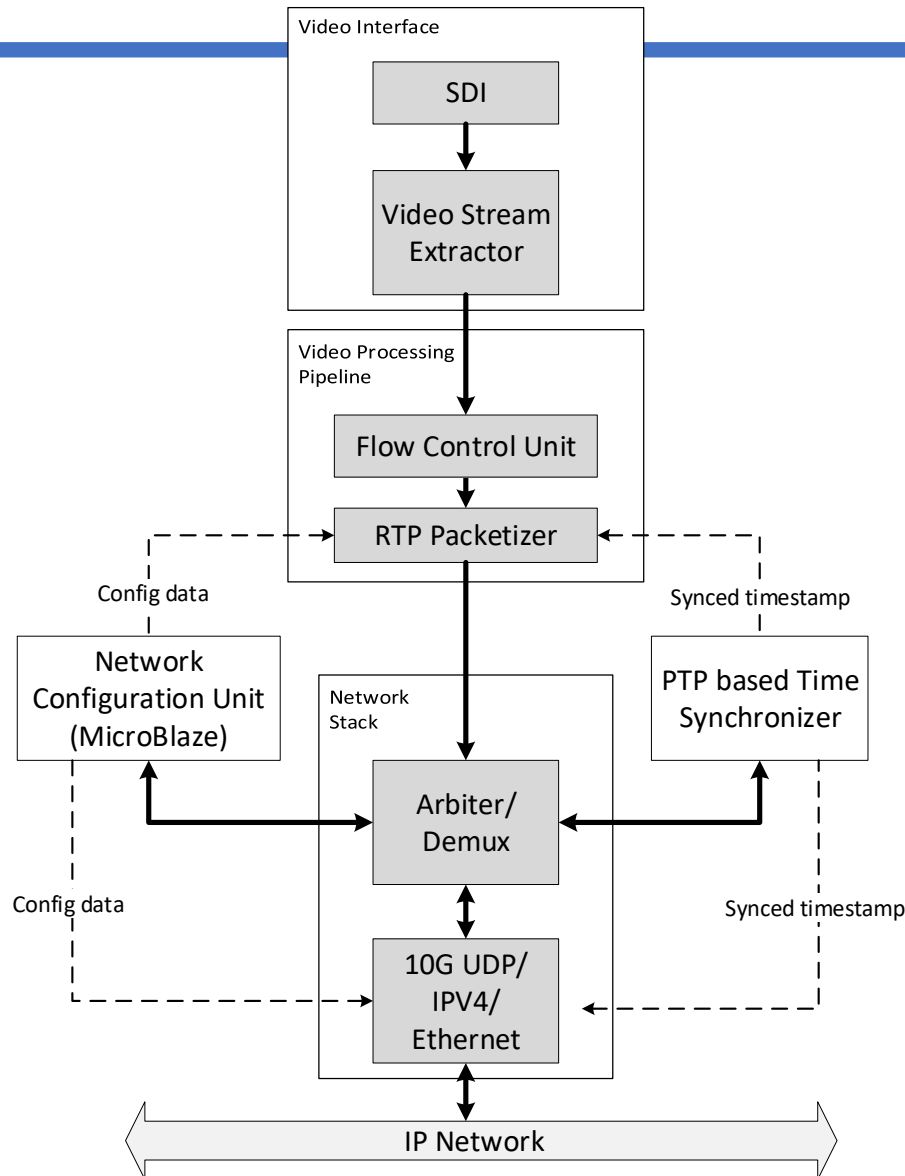 Video Interface
SDI
Video Stream
Extractor
Video Processing
Pipeline
Flow Control Unit
RTP Packetizer
Config data
Synced timestamp
Network
Configuration Unit
(MicroBlaze)
Network
Stack
PTP based Time
Synchronizer
Arbiter/
Demux
Config data
Synced timestamp
10G UDP/
IPV4/
Ethernet
IP Network